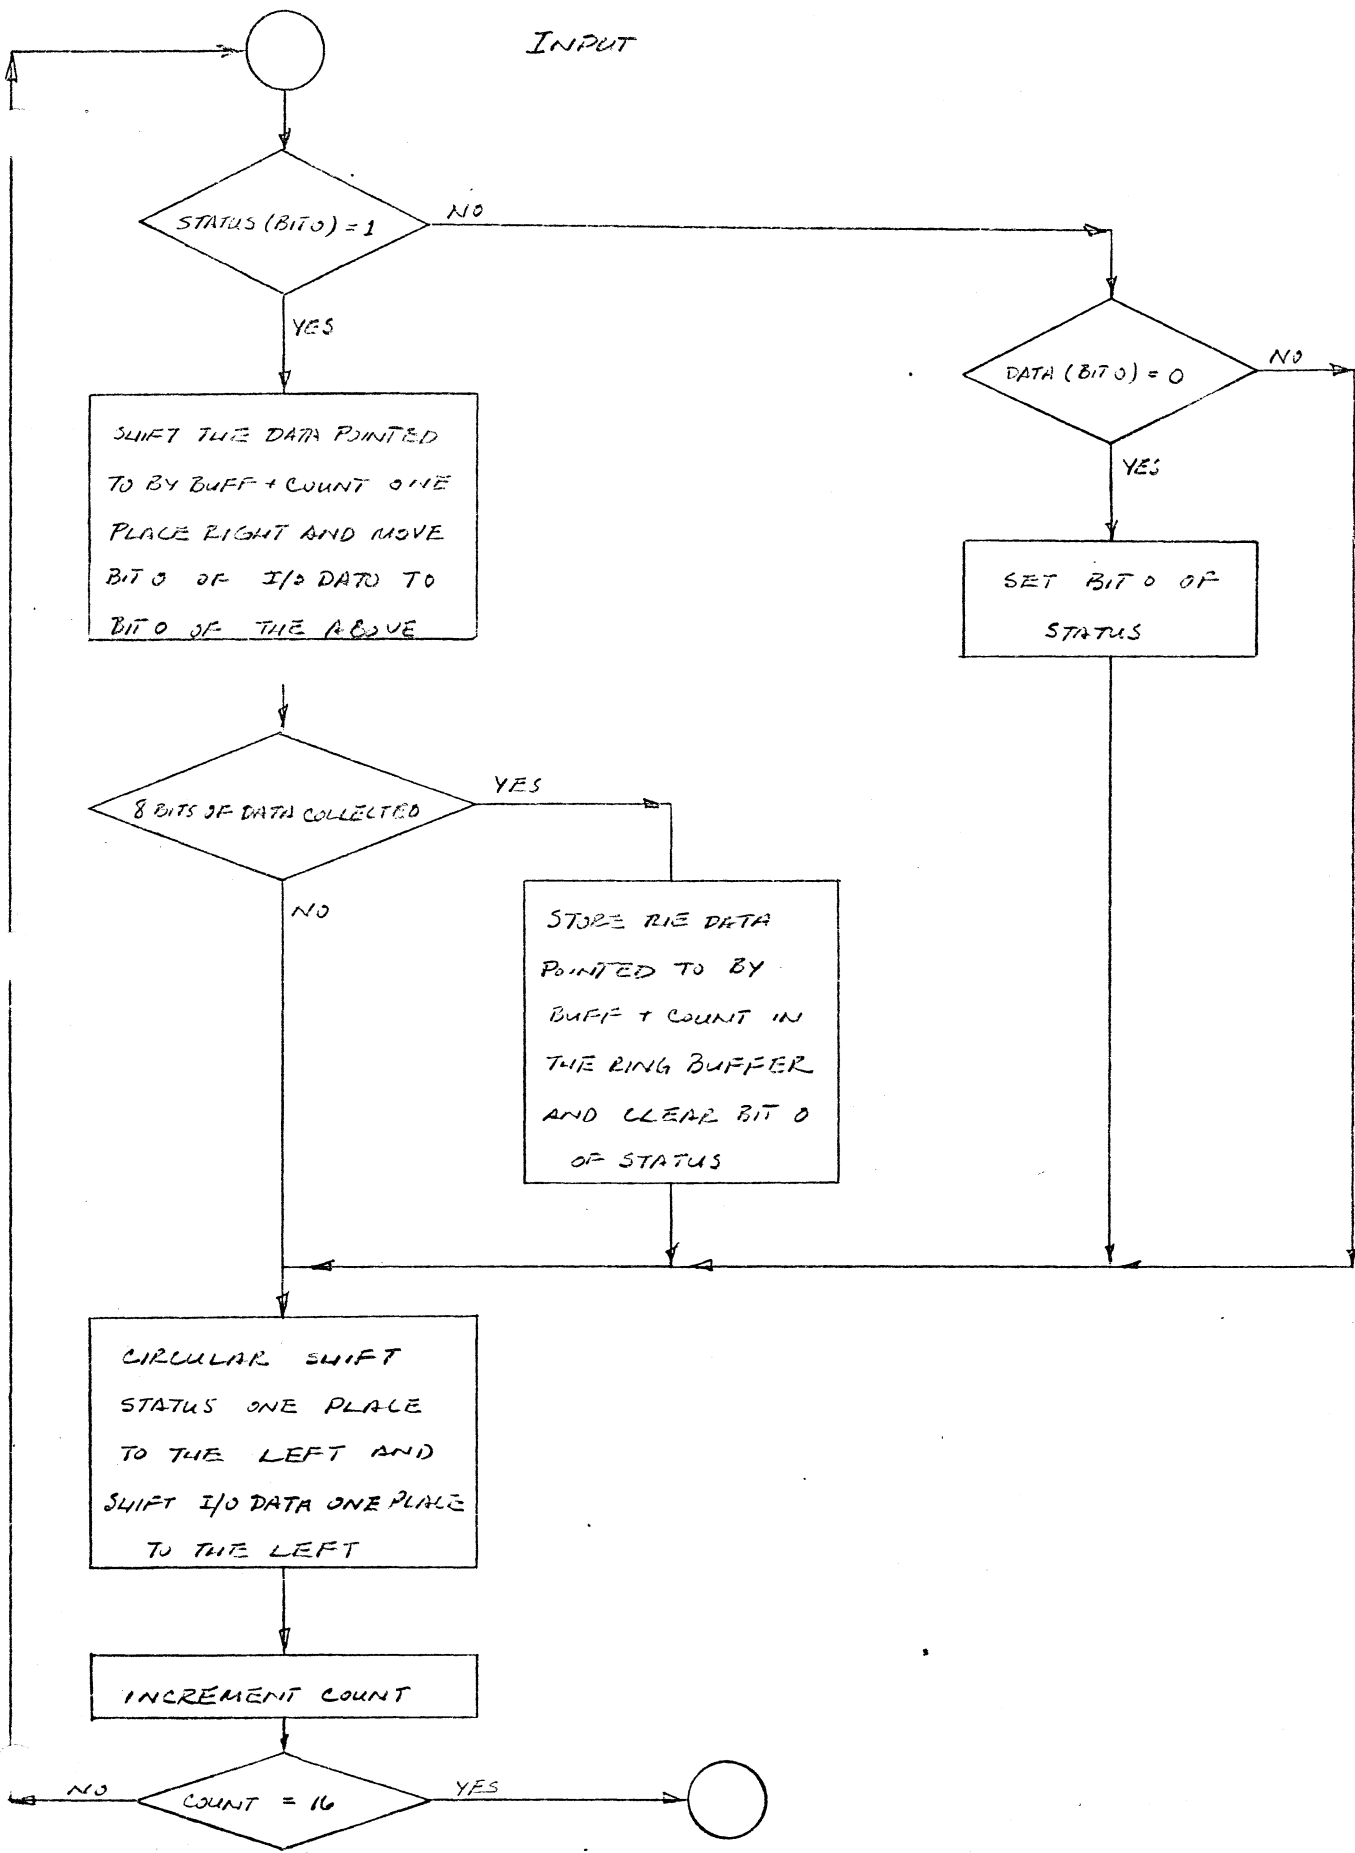 INPUT
STATUS (BIT 0) = 1
NO
YES
DATA (BIT 0) = 0
NO
YES
SHIFT THE DATA POINTED
TO BY BUFF + COUNT ONE
PLACE RIGHT AND MOVE
BIT 0 OF I/O DATO TO
BIT 0 OF THE ABOVE
SET BIT 0 OF
STATUS
8 BITS OF DATA COLLECTED
YES
NO
STORE THE DATA
POINTED TO BY
BUFF + COUNT IN
THE RING BUFFER
AND CLEAR BIT 0
OF STATUS
CIRCULAR SHIFT
STATUS ONE PLACE
TO THE LEFT AND
SHIFT I/O DATA ONE PLACE
TO THE LEFT
INCREMENT COUNT
COUNT = 16
NO
YES